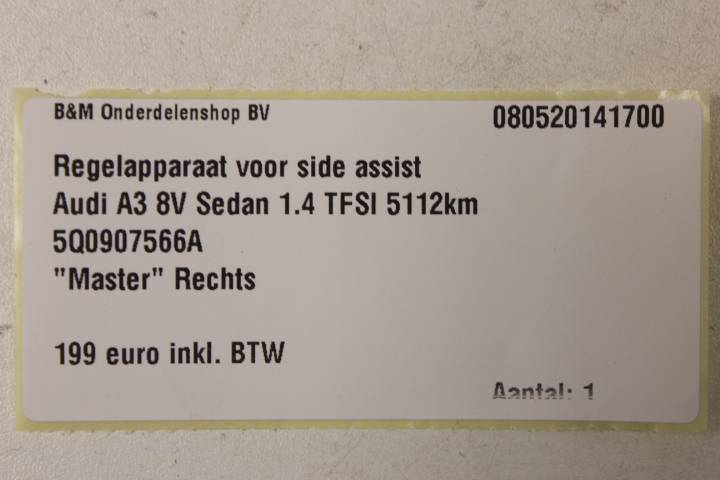 B&M Onderdelenshop BV 080520141700
Regelapparaat voor side assist
Audi A3 8V Sedan 1.4 TFSI 5112km
5Q0907566A
"Master" Rechts
199 euro inkl. BTW
Aantal: 1